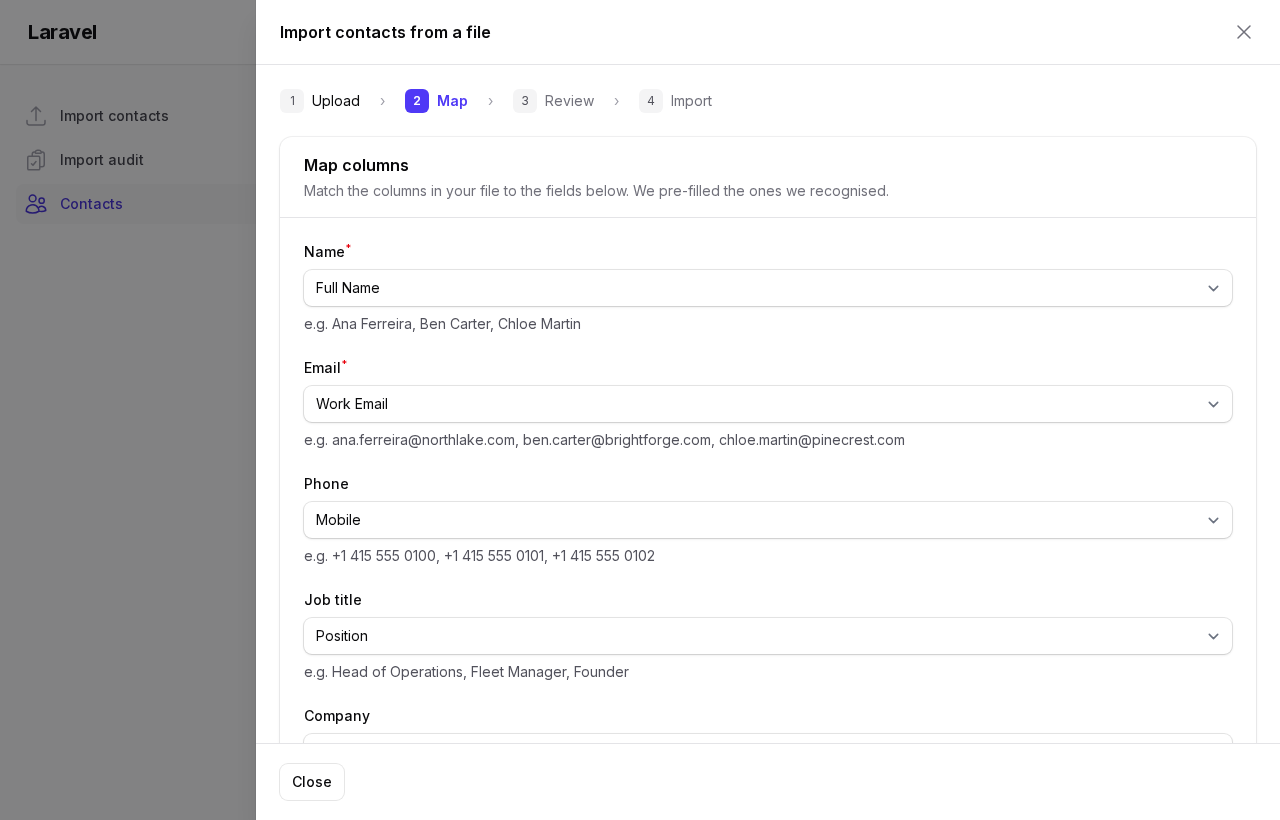 Laravel
Import contacts
Import audit
Contacts
Import contacts from a file
1 Upload › 2 Map › 3 Review › 4 Import
Map columns
Match the columns in your file to the fields below. We pre-filled the ones we recognised.
Name*
Full Name
e.g. Ana Ferreira, Ben Carter, Chloe Martin
Email*
Work Email
e.g. ana.ferreira@northlake.com, ben.carter@brightforge.com, chloe.martin@pinecrest.com
Phone
Mobile
e.g. +1 415 555 0100, +1 415 555 0101, +1 415 555 0102
Job title
Position
e.g. Head of Operations, Fleet Manager, Founder
Company
Close